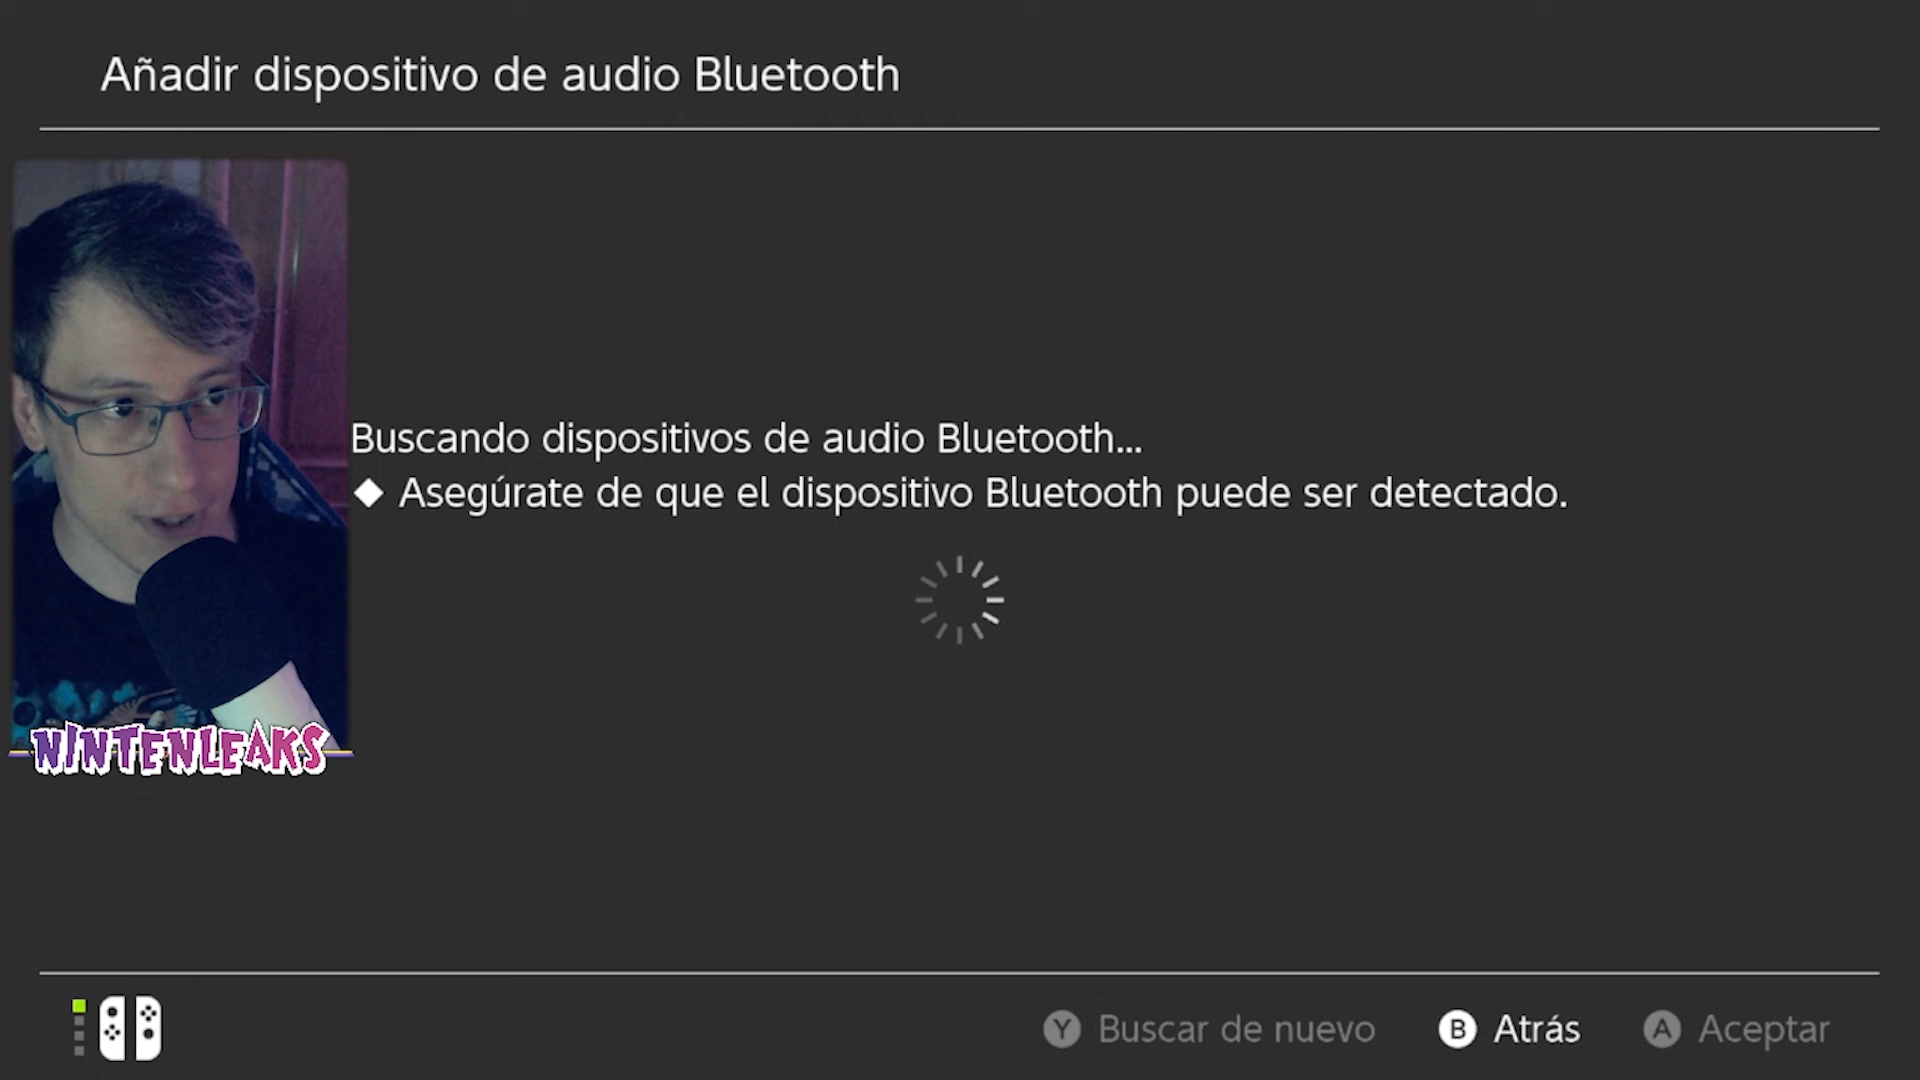 Añadir dispositivo de audio Bluetooth
Buscando dispositivos de audio Bluetooth...
◆ Asegúrate de que el dispositivo Bluetooth puede ser detectado.
NINTENLEAKS
Y Buscar de nuevo B Atrás A Aceptar